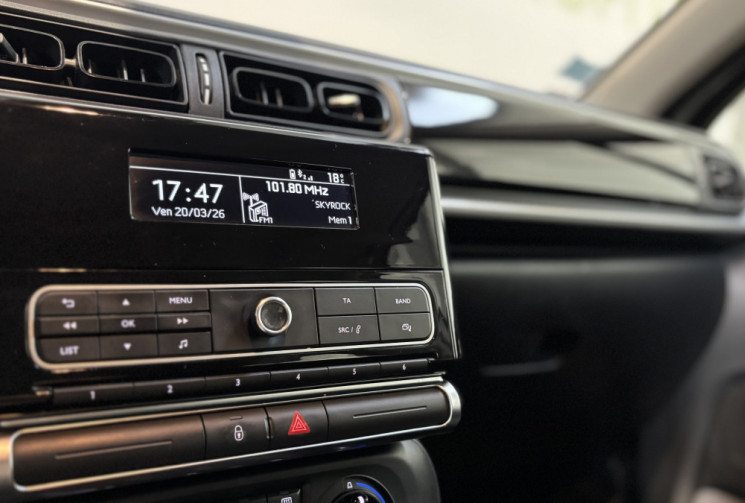 18°C
17:47
101.80 MHz
'SKYROCK
Ven 20/03/26
FM1
Mem 1
MENU
TA
BAND
OK
SRC /
LIST
1 2 3 4 5 6